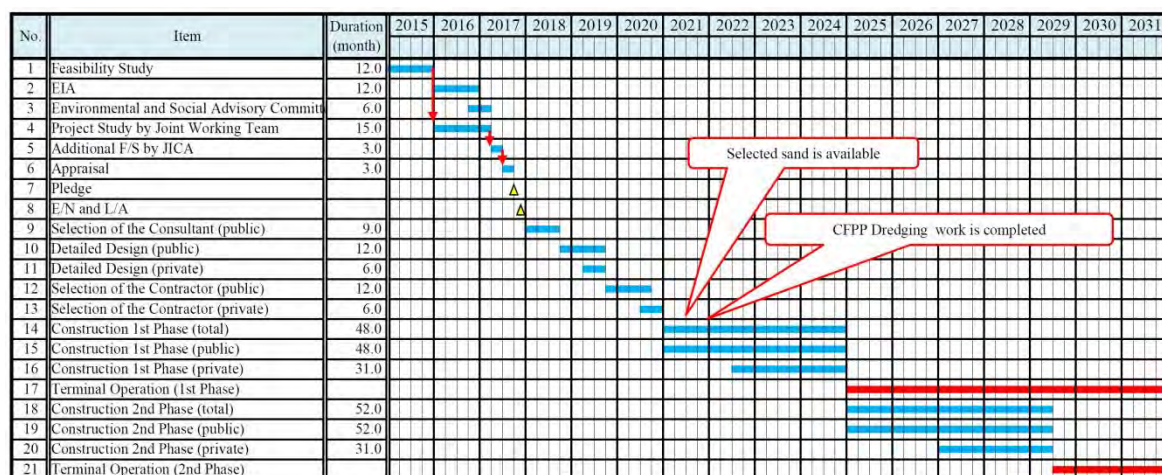 No. Item Duration (month) 2015 2016 2017 2018 2019 2020 2021 2022 2023 2024 2025 2026 2027 2028 2029 2030 2031
1 Feasibility Study 12.0
2 EIA 12.0
3 Environmental and Social Advisory Committ 6.0
4 Project Study by Joint Working Team 15.0
5 Additional F/S by JICA 3.0
6 Appraisal 3.0
7 Pledge
8 E/N and L/A
9 Selection of the Consultant (public) 9.0
10 Detailed Design (public) 12.0
11 Detailed Design (private) 6.0
12 Selection of the Contractor (public) 12.0
13 Selection of the Contractor (private) 6.0
14 Construction 1st Phase (total) 48.0
15 Construction 1st Phase (public) 48.0
16 Construction 1st Phase (private) 31.0
17 Terminal Operation (1st Phase)
18 Construction 2nd Phase (total) 52.0
19 Construction 2nd Phase (public) 52.0
20 Construction 2nd Phase (private) 31.0
21 Terminal Operation (2nd Phase)
Selected sand is available
CFPP Dredging work is completed